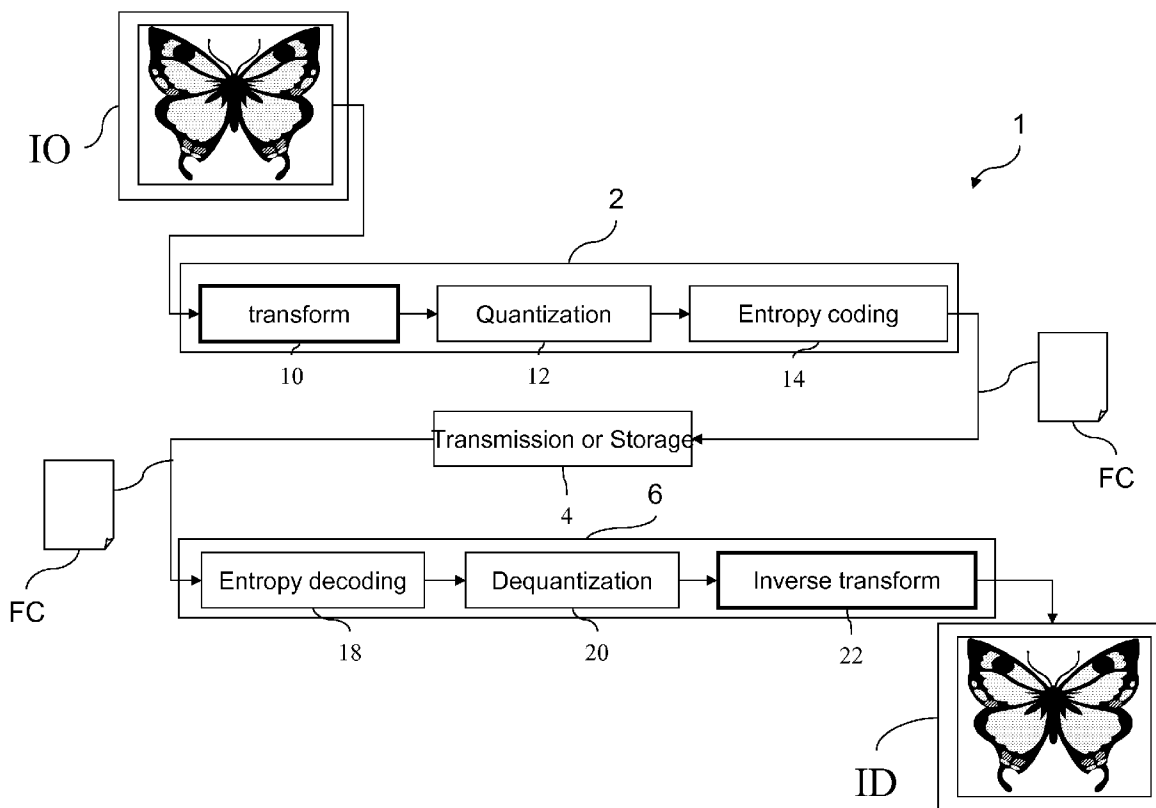 1
IO
2
transform
Quantization
Entropy coding
10
12
14
Transmission or Storage
FC
4
6
Entropy decoding
Dequantization
Inverse transform
FC
18
20
22
ID